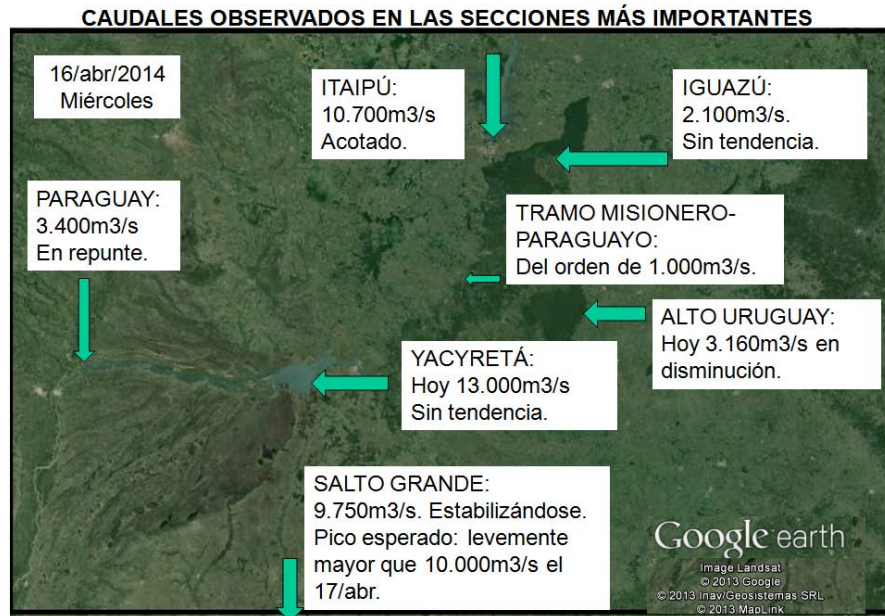 CAUDALES OBSERVADOS EN LAS SECCIONES MÁS IMPORTANTES
16/abr/2014
Miércoles
ITAIPÚ:
10.700m3/s
Acotado.
IGUAZÚ:
2.100m3/s.
Sin tendencia.
PARAGUAY:
3.400m3/s
En repunte.
TRAMO MISIONERO-
PARAGUAYO:
Del orden de 1.000m3/s.
ALTO URUGUAY:
Hoy 3.160m3/s en
disminución.
YACYRETÁ:
Hoy 13.000m3/s
Sin tendencia.
SALTO GRANDE:
9.750m3/s. Estabilizándose.
Pico esperado: levemente
mayor que 10.000m3/s el
17/abr.
Google earth
Image Landsat
© 2013 Google
© 2013 Inav/Geosistemas SRL
© 2013 MapLink